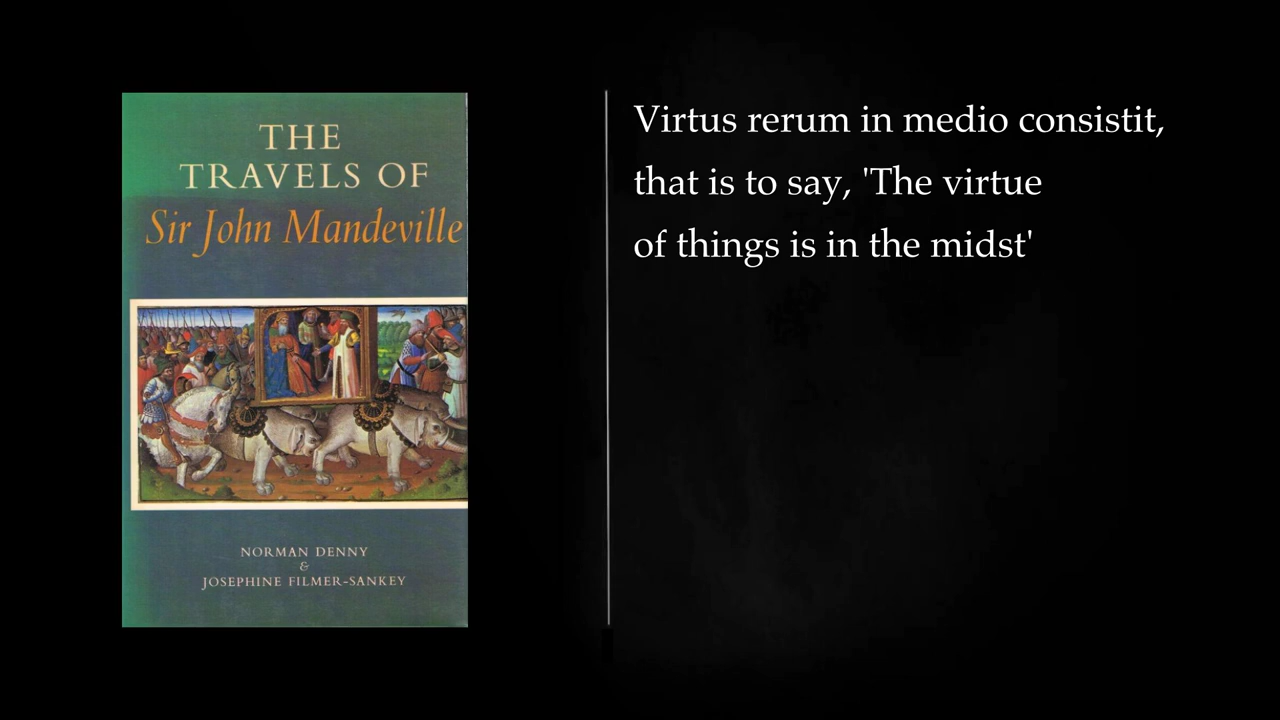 THE
TRAVELS OF
Sir John Mandeville
NORMAN DENNY
&
JOSEPHINE FILMER-SANKEY
Virtus rerum in medio consistit,
that is to say, 'The virtue
of things is in the midst'